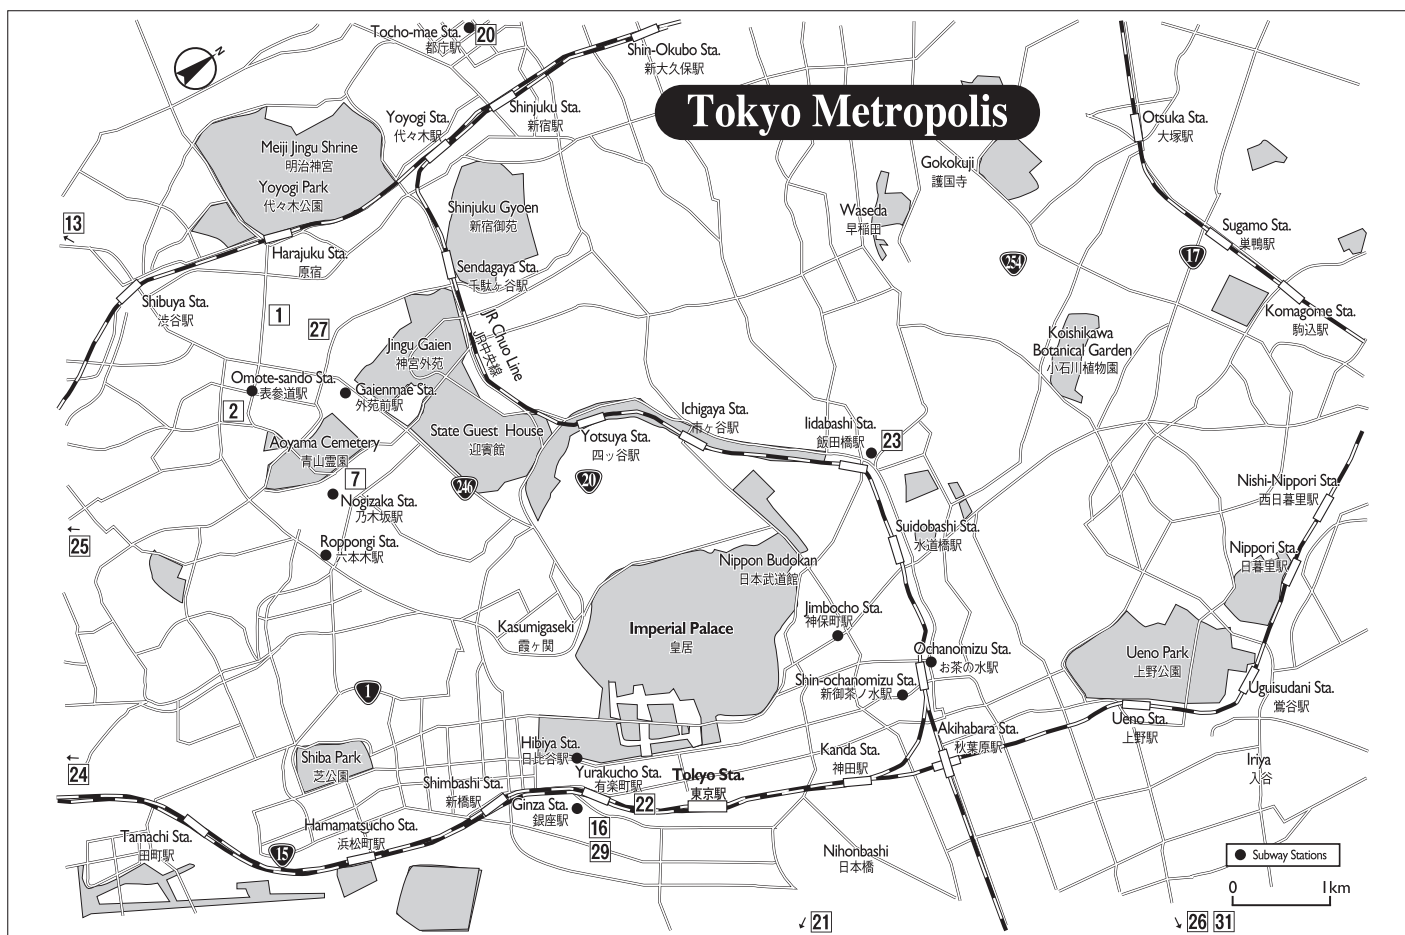 Tocho-mae Sta.
都庁駅
20
N
Shin-Okubo Sta.
新大久保駅
Tokyo Metropolis
Shinjuku Sta.
新宿駅
Yoyogi Sta.
代々木駅
Otsuka Sta.
大塚駅
Meiji Jingu Shrine
明治神宮
Yoyogi Park
代々木公園
Gokokuji
護国寺
Shinjuku Gyoen
新宿御苑
Waseda
早稲田
13
Sugamo Sta.
巣鴨駅
Harajuku Sta.
原宿
Sendagaya Sta.
千駄ヶ谷駅
254
17
Shibuya Sta.
渋谷駅
1
27
JR Chuo Line
JR中央線
Komagome Sta.
駒込駅
Jingu Gaien
神宮外苑
Koishikawa
Botanical Garden
小石川植物園
Omote-sando Sta.
表参道駅
Gaienmae Sta.
外苑前駅
2
Ichigaya Sta.
市ヶ谷駅
Iidabashi Sta.
飯田橋駅
23
State Guest House
迎賓館
Yotsuya Sta.
四ッ谷駅
Aoyama Cemetery
青山霊園
7
246
20
Nishi-Nippori Sta.
西日暮里駅
Nogizaka Sta.
乃木坂駅
Suidobashi Sta.
水道橋駅
25
Roppongi Sta.
六本木駅
Nippon Budokan
日本武道館
Nippori Sta.
日暮里駅
Jimbocho Sta.
神保町駅
Kasumigaseki
霞ヶ関
Imperial Palace
皇居
Ochanomizu Sta.
お茶の水駅
Ueno Park
上野公園
Shin-ochanomizu Sta.
新御茶ノ水駅
Uguisudani Sta.
鶯谷駅
1
Ueno Sta.
上野駅
Akihabara Sta.
秋葉原駅
Hibiya Sta.
日比谷駅
Kanda Sta.
神田駅
Shiba Park
芝公園
Iriya
入谷
24
Yurakucho Sta.
有楽町駅
Tokyo Sta.
東京駅
Shimbashi Sta.
新橋駅
22
Ginza Sta.
銀座駅
Hamamatsucho Sta.
浜松町駅
16
29
Tamachi Sta.
田町駅
15
Nihonbashi
日本橋
Subway Stations
0 1km
21
26 31